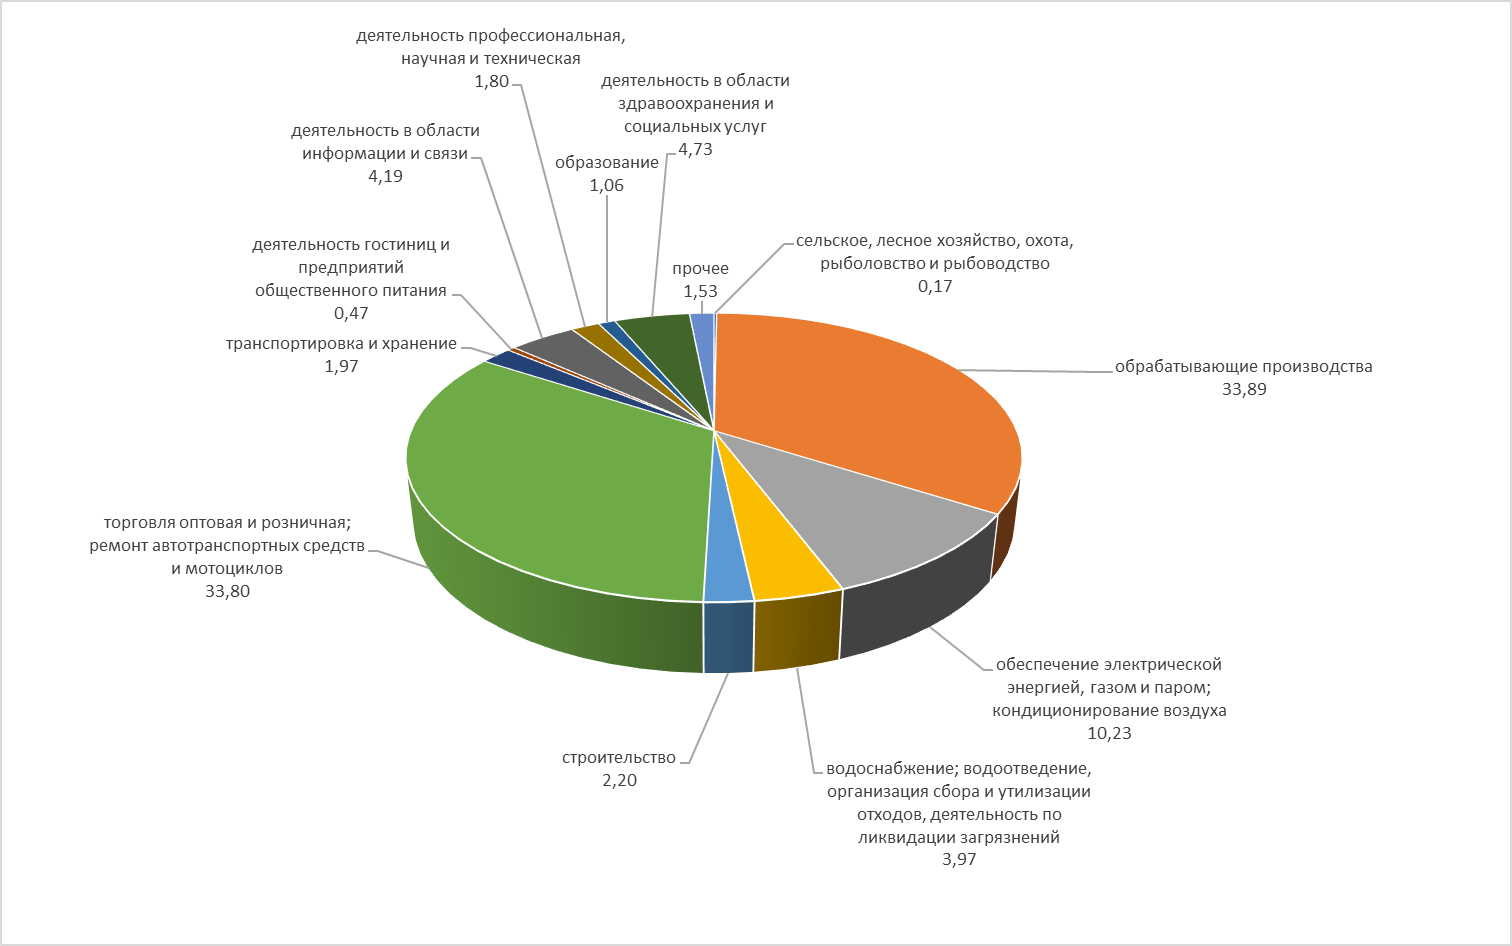 деятельность профессиональная,
научная и техническая
1,80
деятельность в области
здравоохранения и
социальных услуг
4,73
деятельность в области
информации и связи
4,19
образование
1,06
деятельность гостиниц и
предприятий
общественного питания
0,47
прочее
1,53
сельское, лесное хозяйство, охота,
рыболовство и рыбоводство
0,17
транспортировка и хранение
1,97
обрабатывающие производства
33,89
торговля оптовая и розничная;
ремонт автотранспортных средств
и мотоциклов
33,80
обеспечение электрической
энергией, газом и паром;
кондиционирование воздуха
10,23
строительство
2,20
водоснабжение; водоотведение,
организация сбора и утилизации
отходов, деятельность по
ликвидации загрязнений
3,97